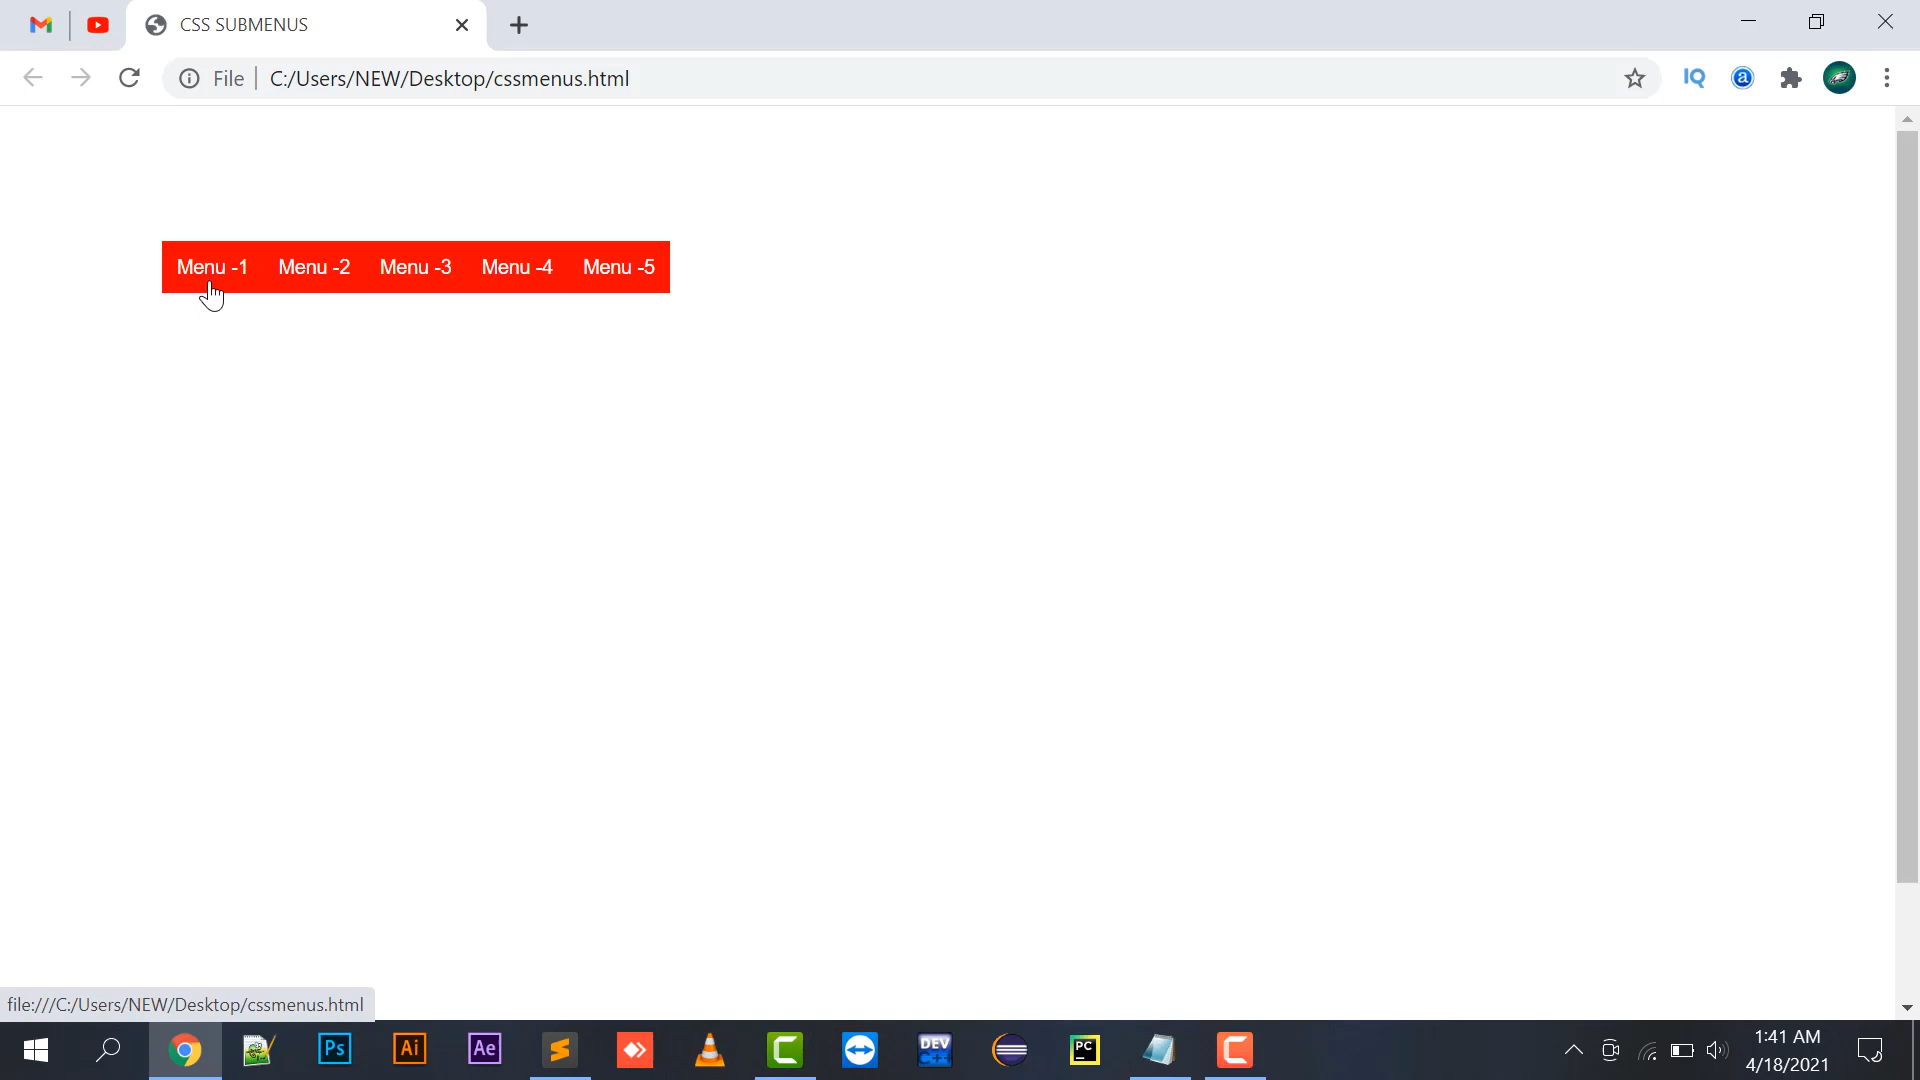 CSS SUBMENUS
File
C:/Users/NEW/Desktop/cssmenus.html
IQ
a
Menu -1 Menu -2 Menu -3 Menu -4 Menu -5
file:///C:/Users/NEW/Desktop/cssmenus.html
Ps
Ai
Ae
DEV
C++
PC
1:41 AM
4/18/2021